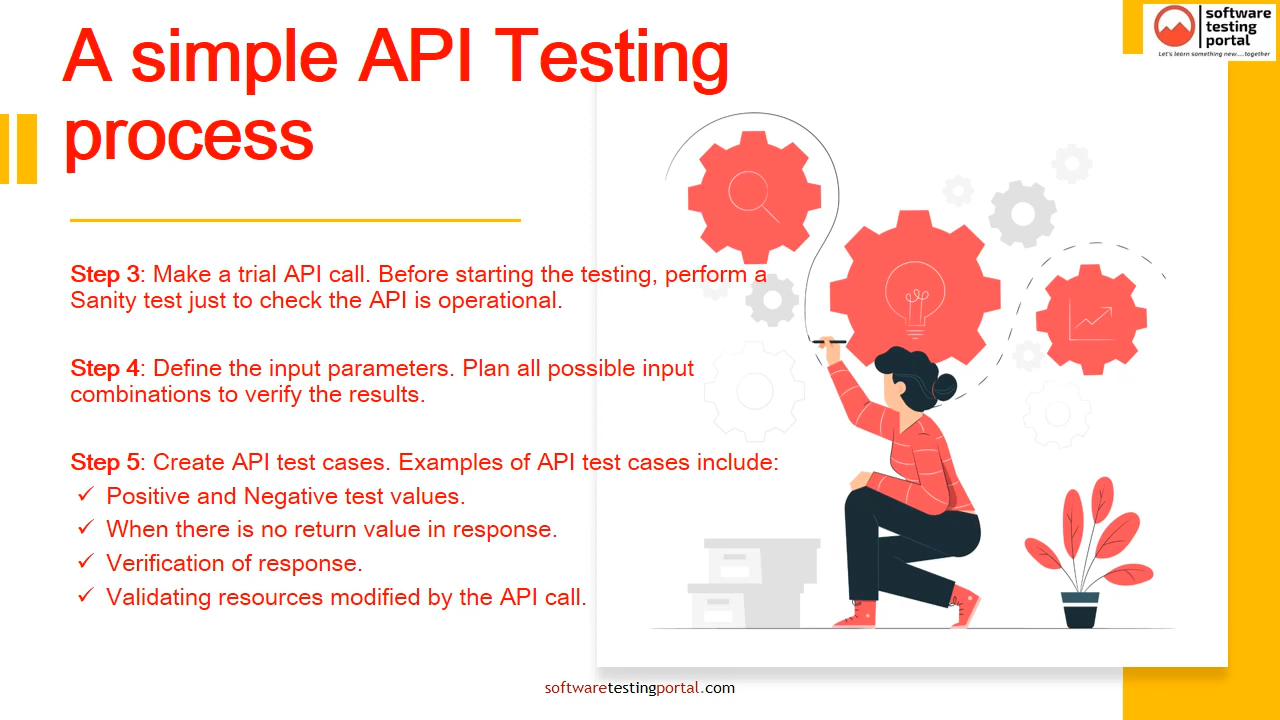 A simple API Testing
process
software
testing
portal
Let's learn something new....together
Step 3: Make a trial API call. Before starting the testing, perform a
Sanity test just to check the API is operational.
Step 4: Define the input parameters. Plan all possible input
combinations to verify the results.
Step 5: Create API test cases. Examples of API test cases include:
✓ Positive and Negative test values.
✓ When there is no return value in response.
✓ Verification of response.
✓ Validating resources modified by the API call.
softwaretestingportal.com